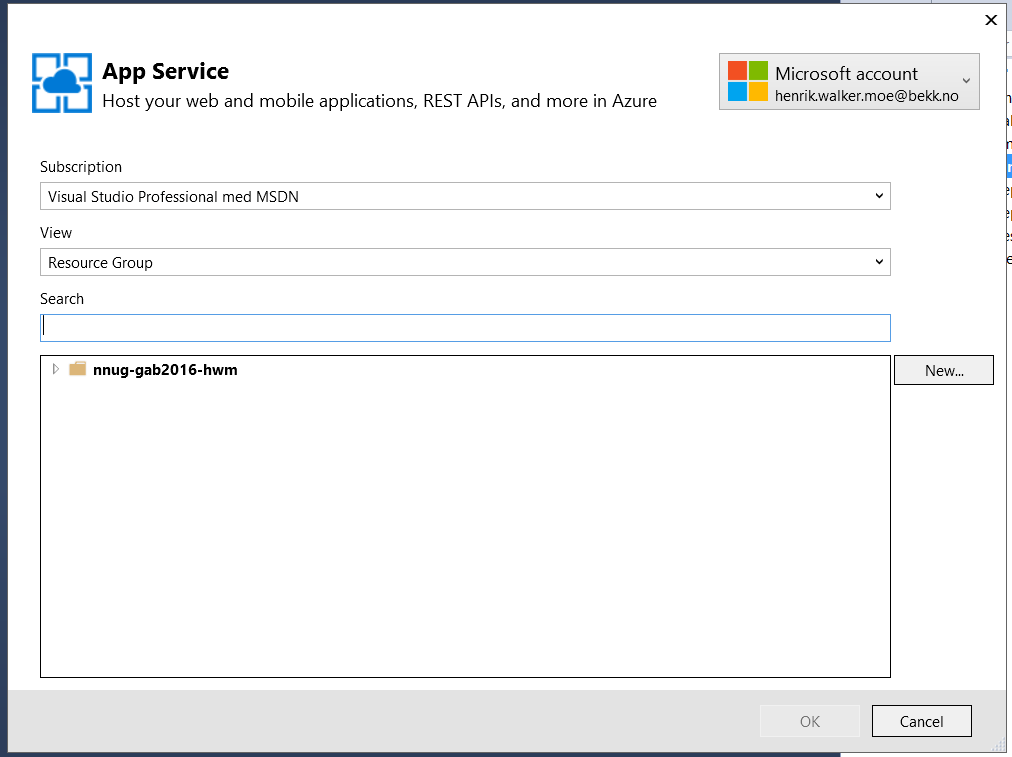 App Service
Host your web and mobile applications, REST APIs, and more in Azure
Microsoft account
henrik.walker.moe@bekk.no
Subscription
Visual Studio Professional med MSDN
View
Resource Group
Search
nnug-gab2016-hwm
New...
OK
Cancel